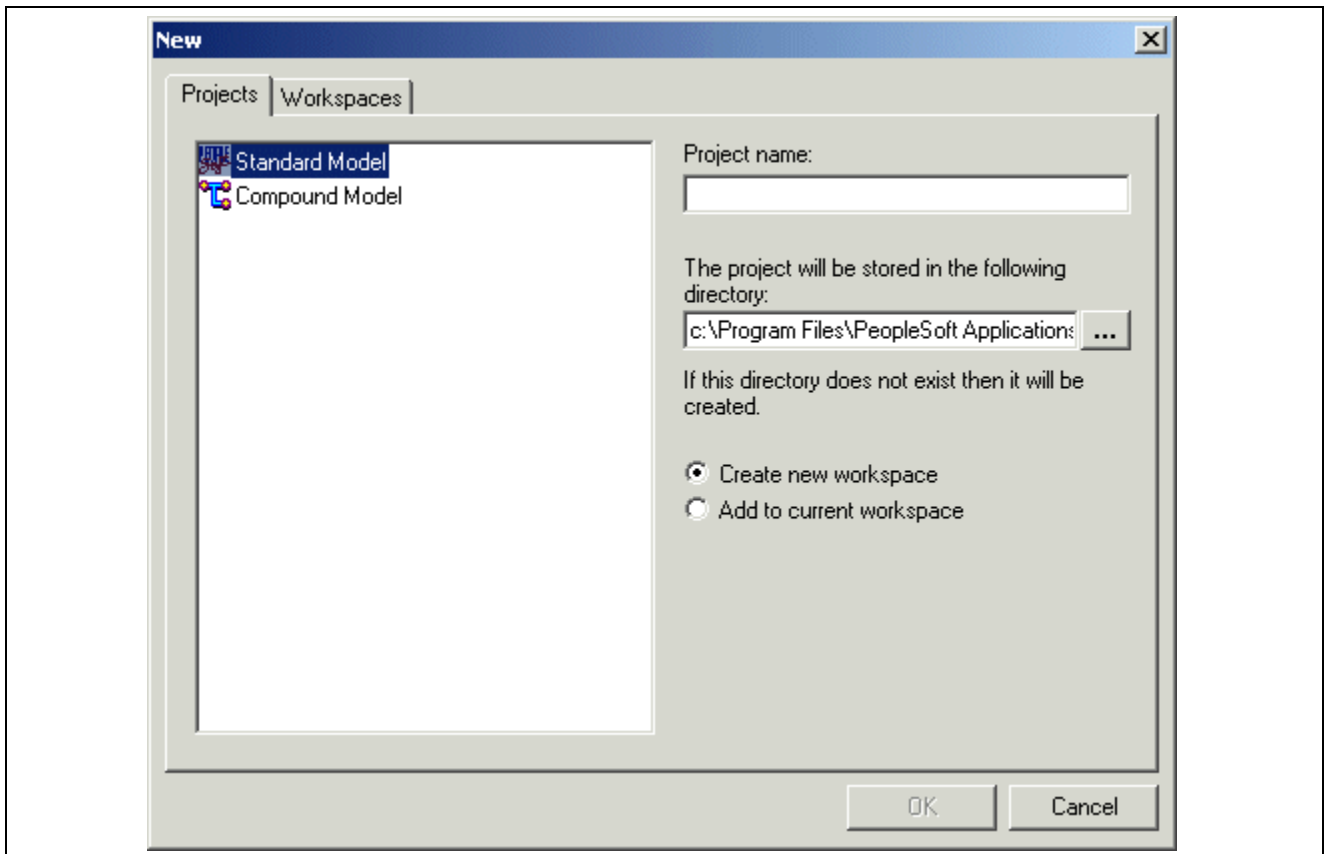 New
Projects
Workspaces
Standard Model
Compound Model
Project name:
The project will be stored in the following
directory:
c:\Program Files\PeopleSoft Applications
...
If this directory does not exist then it will be
created.
Create new workspace
Add to current workspace
OK
Cancel